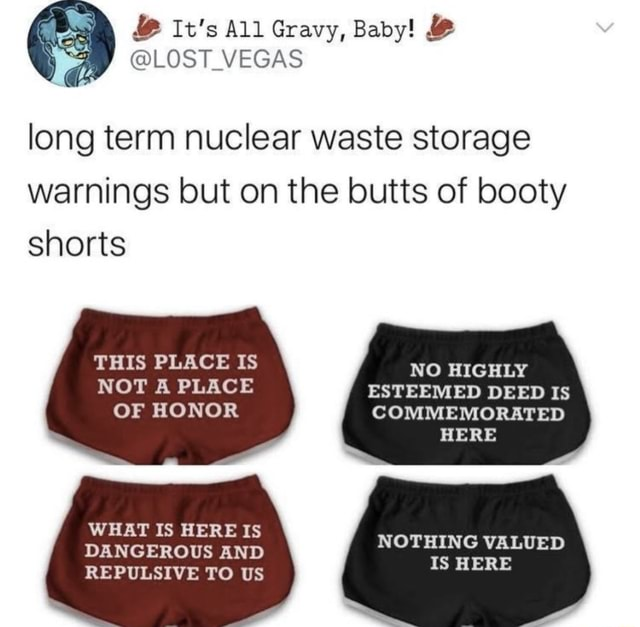 It's All Gravy, Baby!
@L0ST_VEGAS
long term nuclear waste storage
warnings but on the butts of booty
shorts
THIS PLACE IS
NOT A PLACE
OF HONOR
NO HIGHLY
ESTEEMED DEED IS
COMMEMORATED
HERE
WHAT IS HERE IS
DANGEROUS AND
REPULSIVE TO US
NOTHING VALUED
IS HERE